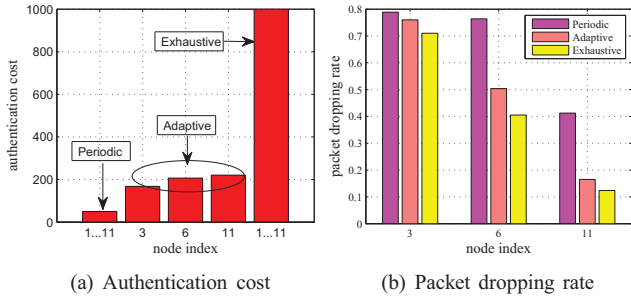 1000
800
600
400
200
0
authentication cost
Exhaustive
Adaptive
Periodic
1...11 3 6 11 1...11
node index
(a) Authentication cost
0.8
0.7
0.6
0.5
0.4
0.3
0.2
0.1
0
packet dropping rate
Periodic
Adaptive
Exhaustive
3 6 11
node index
(b) Packet dropping rate